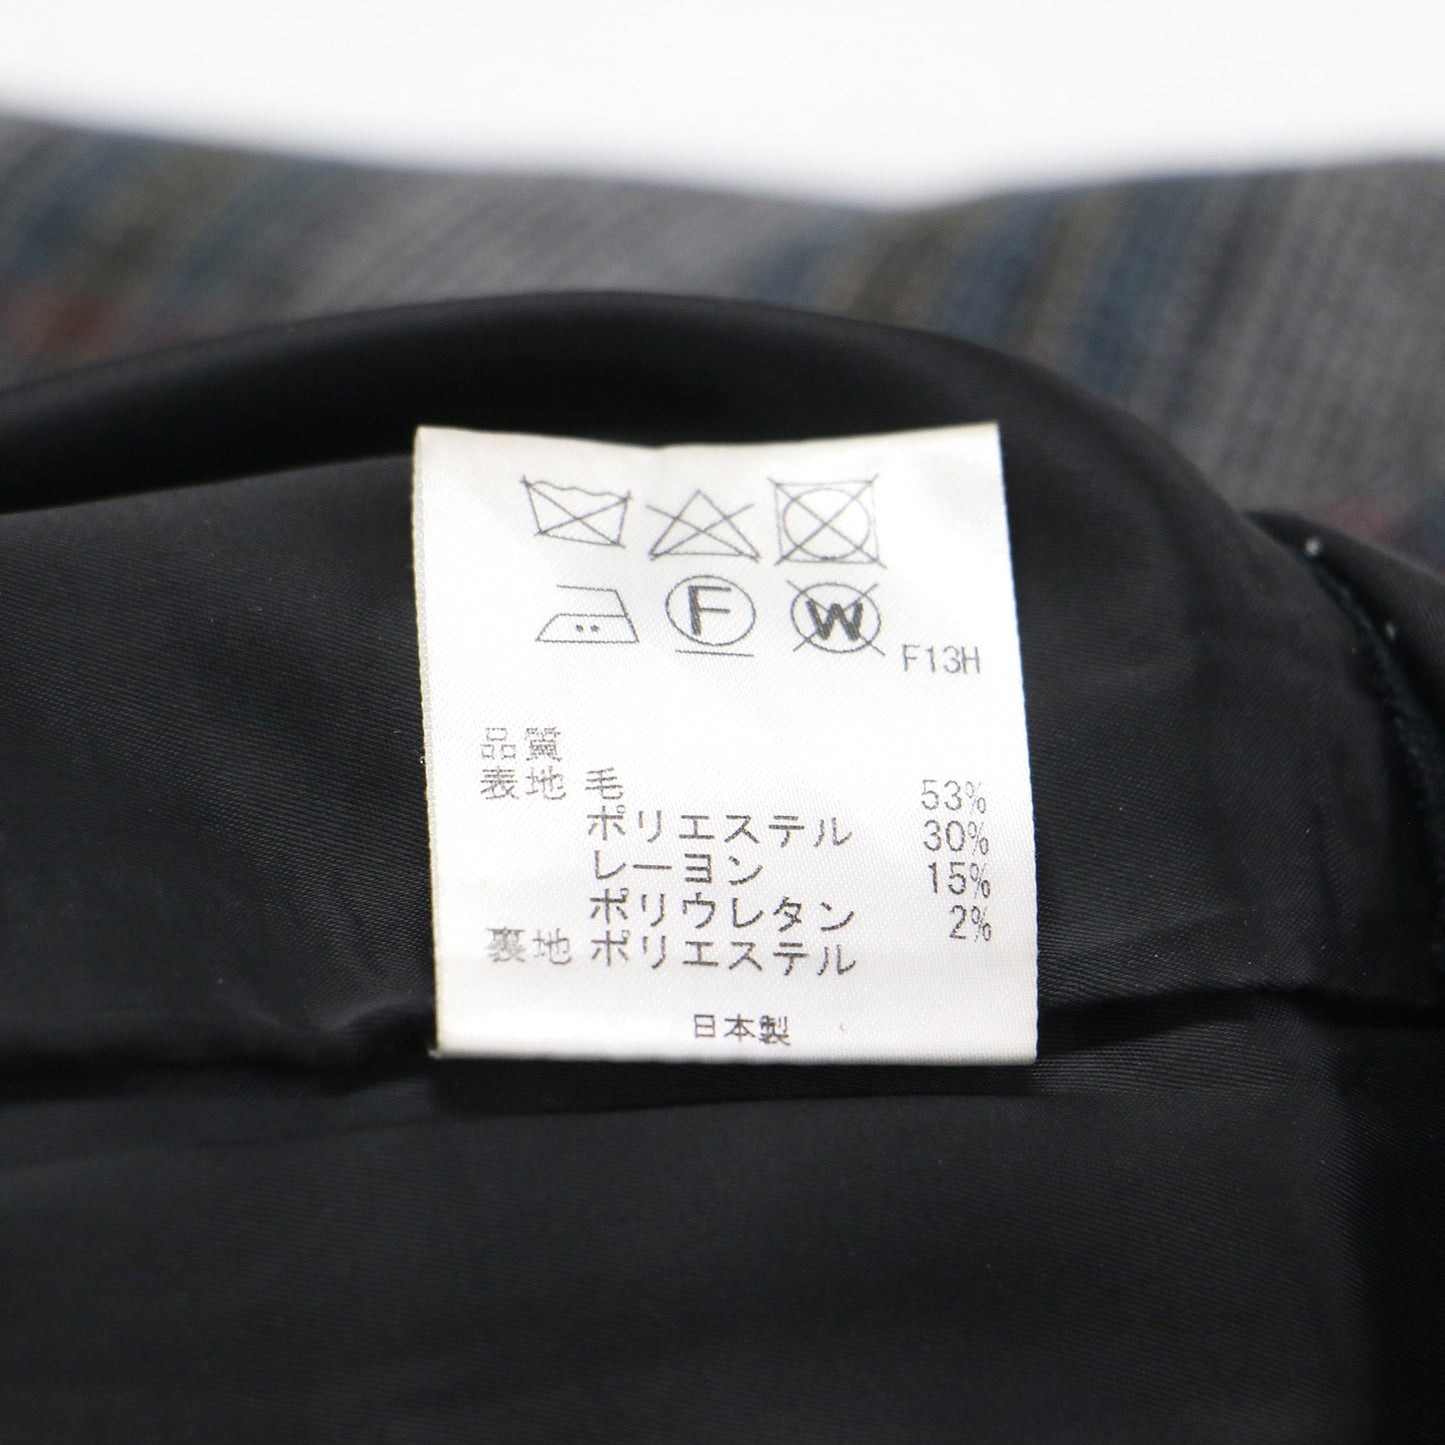 F W F13H
品質
表地 毛 53%
ポリエステル 30%
レーヨン 15%
ポリウレタン 2%
裏地 ポリエステル
日本製